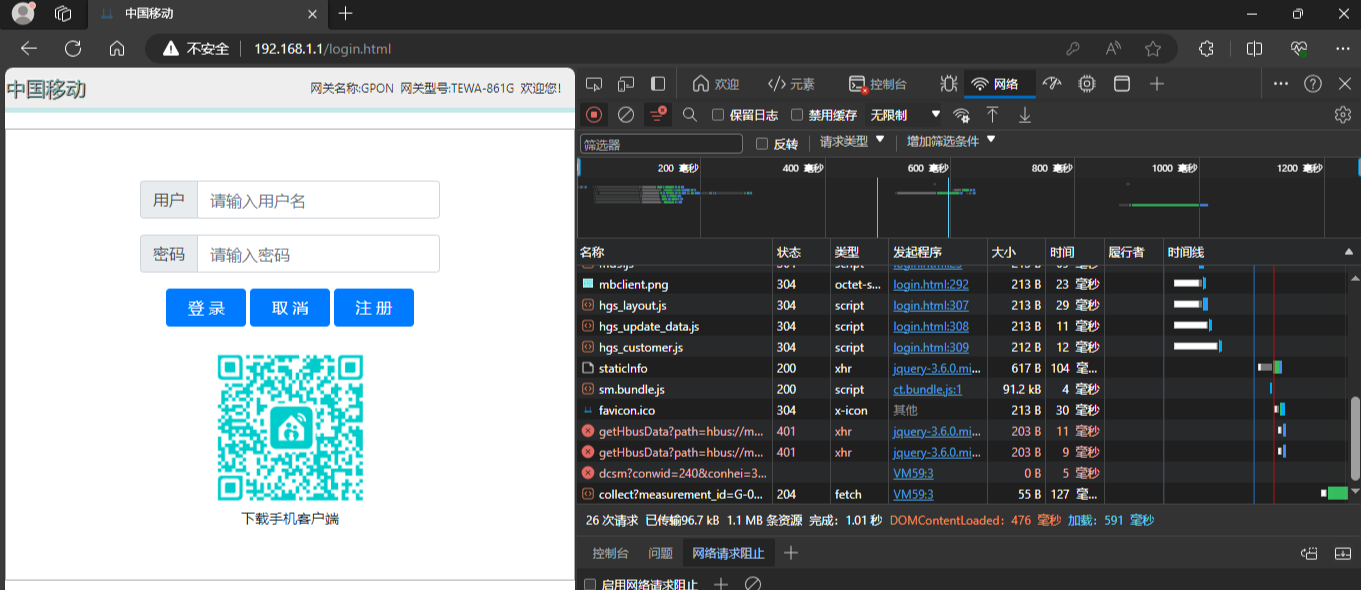 中国移动
不安全 192.168.1.1/login.html
中国移动 网关名称:GPON 网关型号:TEWA-861G 欢迎您!
用户 请输入用户名
密码 请输入密码
登 录 取 消 注 册
下载手机客户端
欢迎 元素 控制台 网络
保留日志 禁用缓存 无限制
筛选器 反转 请求类型 增加筛选条件
200 毫秒 400 毫秒 600 毫秒 800 毫秒 1000 毫秒 1200 毫秒
名称 状态 类型 发起程序 大小 时间 履行者 时间线
mbclient.png 304 octet-s... login.html:292 213 B 23 毫秒
hgs_layout.js 304 script login.html:307 213 B 29 毫秒
hgs_update_data.js 304 script login.html:308 213 B 11 毫秒
hgs_customer.js 304 script login.html:309 212 B 12 毫秒
staticInfo 200 xhr jquery-3.6.0.mi... 617 B 104 毫...
sm.bundle.js 200 script ct.bundle.js:1 91.2 kB 4 毫秒
favicon.ico 304 x-icon 其他 213 B 30 毫秒
getHbusData?path=hbus://m... 401 xhr jquery-3.6.0.mi... 203 B 11 毫秒
getHbusData?path=hbus://m... 401 xhr jquery-3.6.0.mi... 203 B 9 毫秒
dcsm?conwid=240&conhei=3... VM59:3 0 B 5 毫秒
collect?measurement_id=G-0... 204 fetch VM59:3 55 B 127 毫...
26 次请求 已传输96.7 kB 1.1 MB 条资源 完成: 1.01 秒 DOMContentLoaded: 476 毫秒 加载: 591 毫秒
控制台 问题 网络请求阻止
启用网络请求阻止